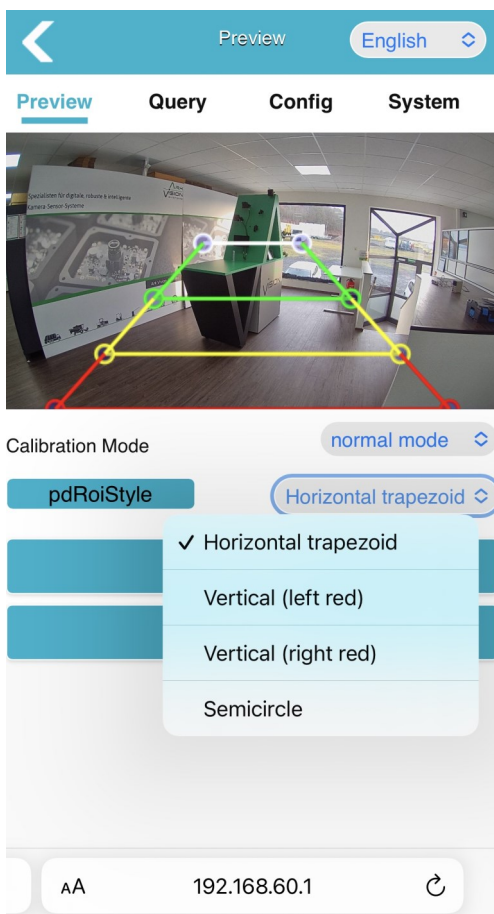 Preview
English
Preview
Query
Config
System
Spezialisten für digitale, robuste & intelligente
Kamera-Sensor-Systeme
Calibration Mode
normal mode
pdRoiStyle
Horizontal trapezoid
✓ Horizontal trapezoid
Vertical (left red)
Vertical (right red)
Semicircle
AA
192.168.60.1